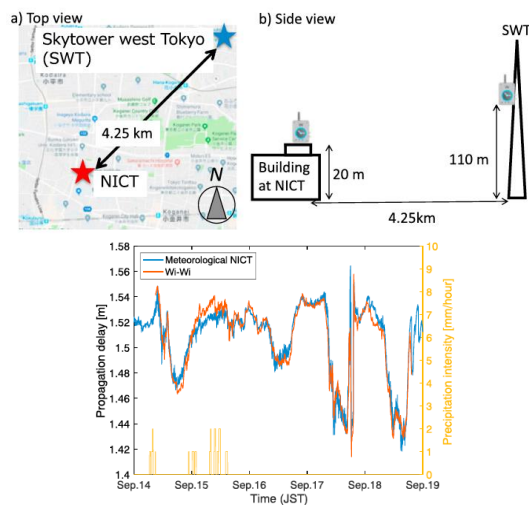 a) Top view
Skytower west Tokyo
(SWT)
4.25 km
NICT
N
b) Side view
SWT
Building
at NICT
20 m
110 m
4.25km
Meteorological NICT
Wi-Wi
Propagation delay [m]
1.58
1.56
1.54
1.52
1.5
1.48
1.46
1.44
1.42
1.4
Precipitation intensity [mm/hour]
10
9
8
7
6
5
4
3
2
1
0
Sep.14
Sep.15
Sep.16
Sep.17
Sep.18
Sep.19
Time (JST)